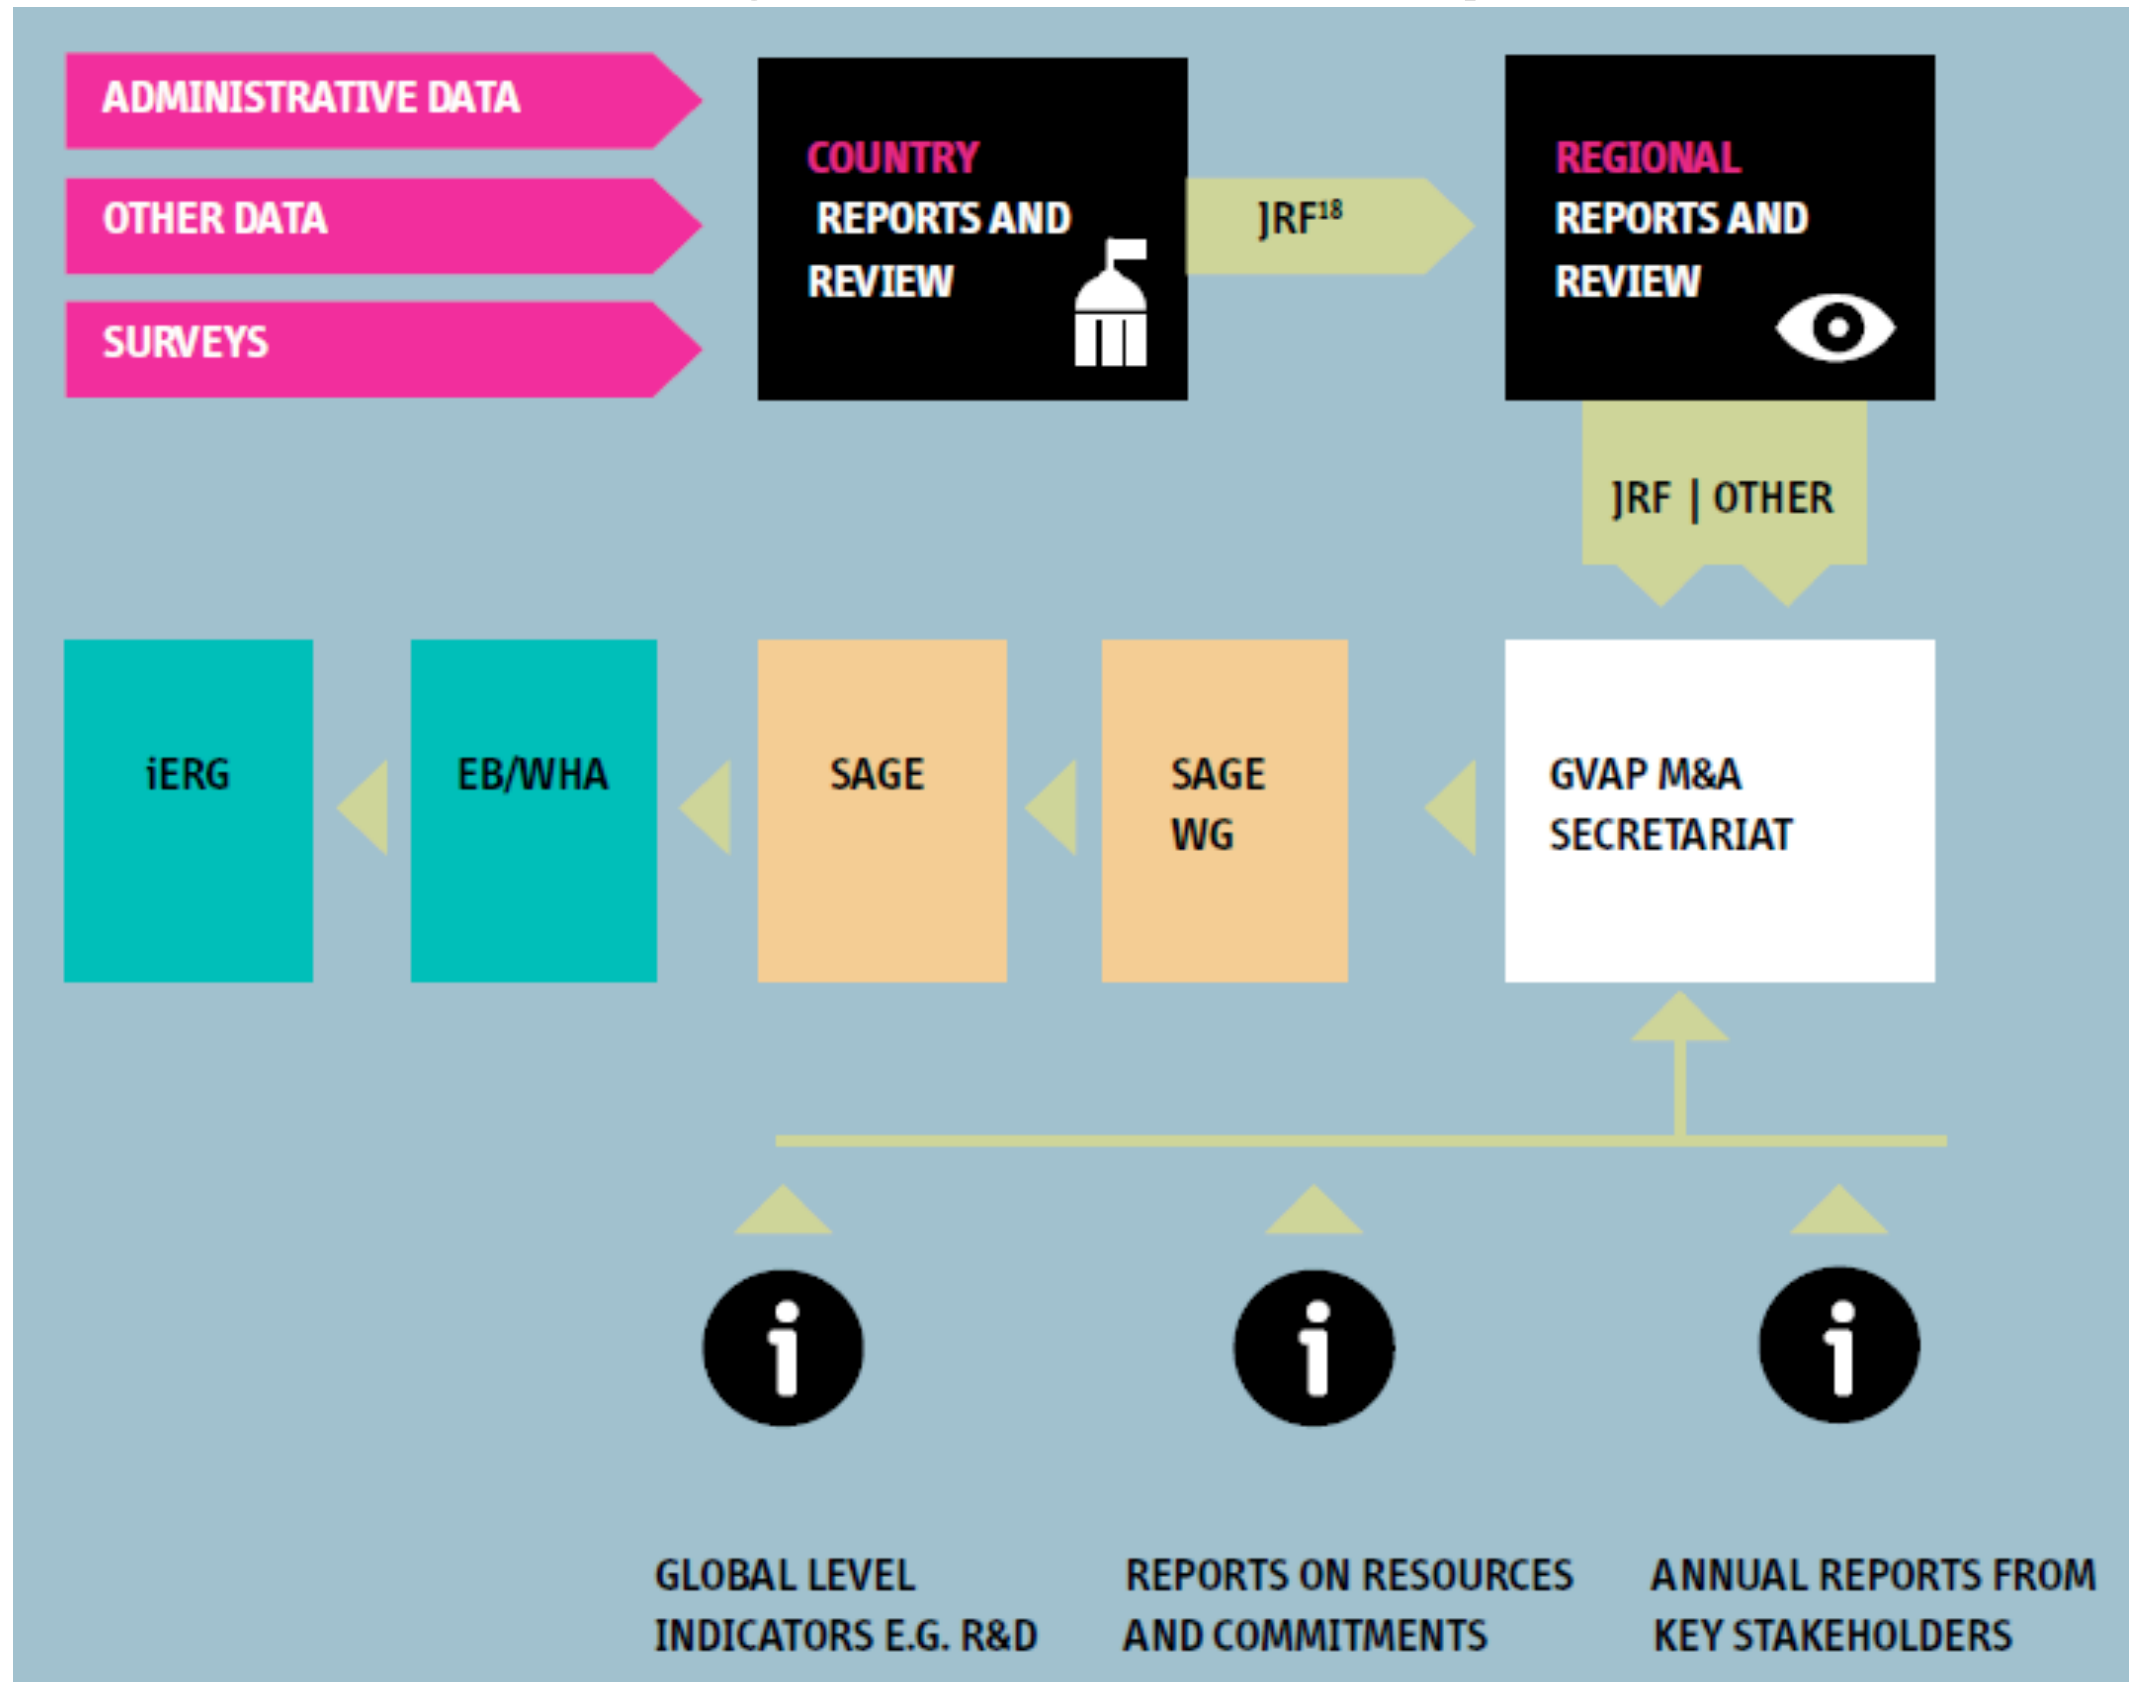 ADMINISTRATIVE DATA
OTHER DATA
SURVEYS
COUNTRY
REPORTS AND
REVIEW
JRF¹⁸
REGIONAL
REPORTS AND
REVIEW
JRF | OTHER
iERG
EB/WHA
SAGE
SAGE
WG
GVAP M&A
SECRETARIAT
GLOBAL LEVEL
INDICATORS E.G. R&D
REPORTS ON RESOURCES
AND COMMITMENTS
ANNUAL REPORTS FROM
KEY STAKEHOLDERS